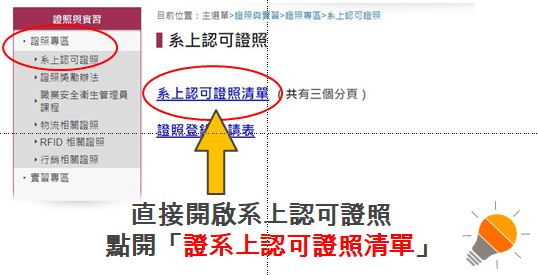 證照與實習
· 證照專區
系上認可證照
證照獎勵辦法
職業安全衛生管理員
課程
物流相關證照
RFID 相關證照
行銷相關證照
· 實習專區
目前位置：主選單>證照與實習>證照專區>系上認可證照
系上認可證照
系上認可證照清單 （共有三個分頁）
證照登錄 請表
直接開啟系上認可證照
點開「證系上認可證照清單」